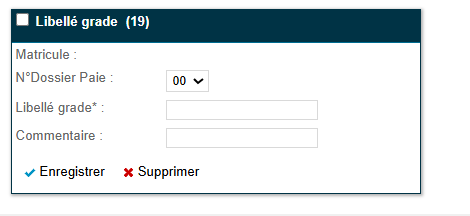 Libellé grade (19)
Matricule :
N°Dossier Paie : 00
Libellé grade* :
Commentaire :
Enregistrer Supprimer